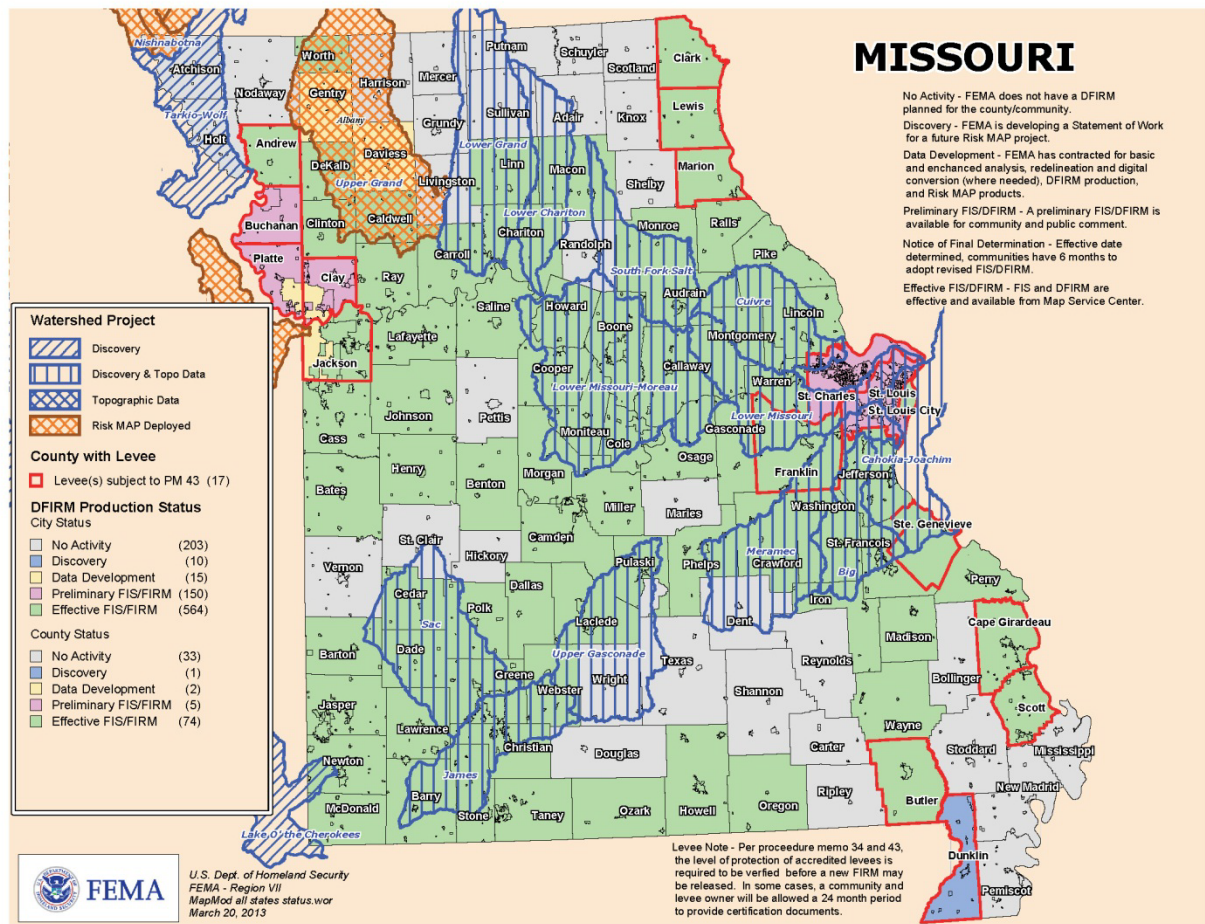 MISSOURI
No Activity - FEMA does not have a DFIRM
planned for the county/community.
Discovery - FEMA is developing a Statement of Work
for a future Risk MAP project.
Data Development - FEMA has contracted for basic
and enchanced analysis, redelineation and digital
conversion (where needed), DFIRM production,
and Risk MAP products.
Preliminary FIS/DFIRM - A preliminary FIS/DFIRM is
available for community and public comment.
Notice of Final Determination - Effective date
determined, communities have 6 months to
adopt revised FIS/DFIRM.
Effective FIS/DFIRM - FIS and DFIRM are
effective and available from Map Service Center.
Nishnabotna
Atchison
Nodaway
Tarkio-Wolf
Holt
Worth
Gentry
Harrison
Albany
Mercer
Putnam
Schuyler
Scotland
Clark
Grundy
Sullivan
Adair
Knox
Lewis
Andrew
DeKalb
Daviess
Upper Grand
Livingston
Lower Grand
Linn
Macon
Shelby
Marion
Buchanan
Clinton
Caldwell
Lower Chariton
Chariton
Randolph
Monroe
Ralls
Platte
Clay
Ray
Carroll
South Fork Salt
Pike
Saline
Howard
Audrain
Cuivre
Lincoln
Boone
Montgomery
Jackson
Lafayette
Cooper
Callaway
Warren
St. Charles
St. Louis
St. Louis City
Lower Missouri-Moreau
Lower Missouri
Johnson
Pettis
Moniteau
Cole
Gasconade
Cahokia-Joachim
Cass
Henry
Morgan
Osage
Franklin
Jefferson
Bates
Benton
Miller
Maries
Washington
Ste. Genevieve
St. Clair
Hickory
Camden
Meramec
St. Francois
Vernon
Pulaski
Phelps
Crawford
Big
Perry
Cedar
Dallas
Polk
Iron
Sac
Laclede
Dent
Madison
Cape Girardeau
Barton
Dade
Upper Gasconade
Texas
Reynolds
Bollinger
Greene
Webster
Wright
Shannon
Scott
Jasper
Lawrence
Christian
Wayne
Douglas
Carter
Stoddard
Mississippi
Newton
James
Barry
New Madrid
McDonald
Stone
Taney
Ozark
Howell
Oregon
Ripley
Butler
Lake O' the Cherokees
Dunklin
Pemiscot
Watershed Project
Discovery
Discovery & Topo Data
Topographic Data
Risk MAP Deployed
County with Levee
Levee(s) subject to PM 43 (17)
DFIRM Production Status
City Status
No Activity (203)
Discovery (10)
Data Development (15)
Preliminary FIS/FIRM (150)
Effective FIS/FIRM (564)
County Status
No Activity (33)
Discovery (1)
Data Development (2)
Preliminary FIS/FIRM (5)
Effective FIS/FIRM (74)
Levee Note - Per proceedure memo 34 and 43,
the level of protection of accredited levees is
required to be verfied before a new FIRM may
be released. In some cases, a community and
levee owner will be allowed a 24 month period
to provide certification documents.
FEMA
U.S. Dept. of Homeland Security
FEMA - Region VII
MapMod all states status.wor
March 20, 2013